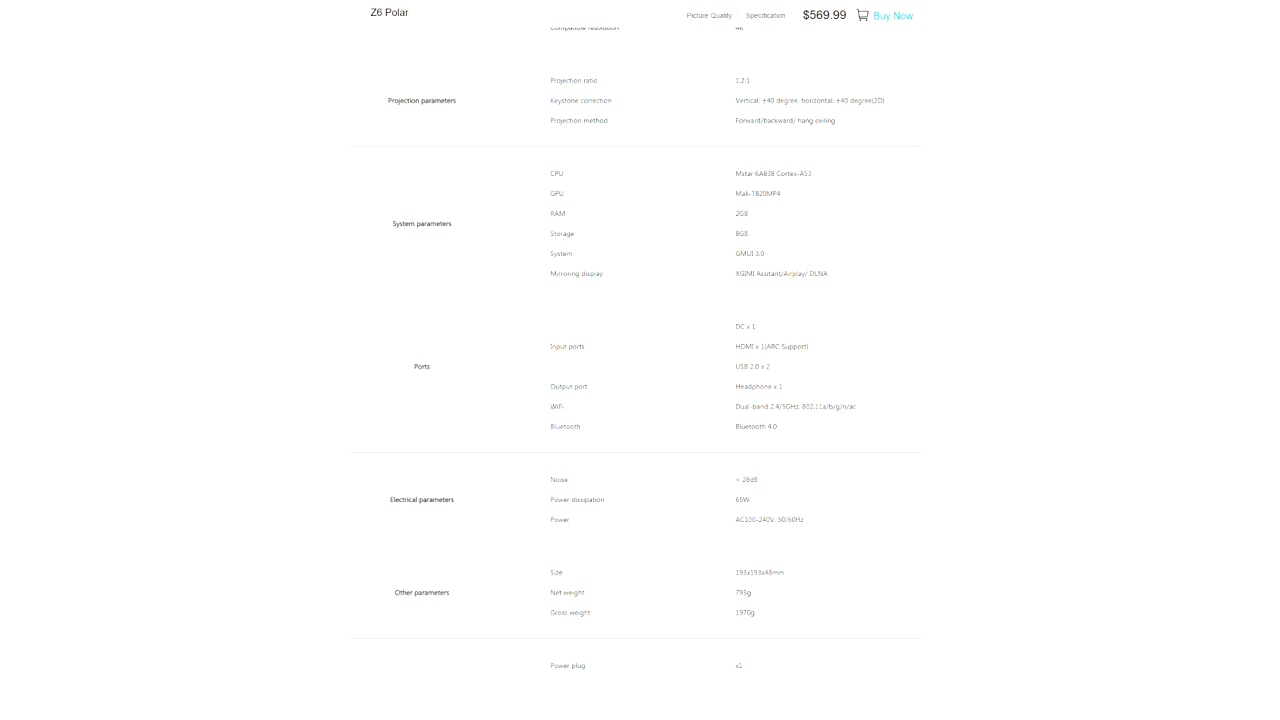 Z6 Polar
Picture Quality | Specification $569.99 Buy Now
Compatible resolution 4K
Projection ratio 1.2:1
Projection parameters Keystone correction Vertical: ±40 degree; horizontal: ±40 degree(2D)
Projection method Forward/backward/ hang ceiling
CPU Mstar 6A838 Cortex-A53
GPU Mali-T820MP4
RAM 2GB
System parameters
Storage 8GB
System GMUI 3.0
Mirroring display XGIMI Assitant/Airplay/ DLNA
DC x 1
Input ports HDMI x 1(ARC Support)
Ports USB 2.0 x 2
Output port Headphone x 1
WiFi Dual-band 2.4/5GHz, 802.11a/b/g/n/ac
Bluetooth Bluetooth 4.0
Noise < 28dB
Electrical parameters Power dissipation 65W
Power AC100-240V, 50/60Hz
Size 193x193x48mm
Other parameters Net weight 793g
Gross weight 1970g
Power plug x1